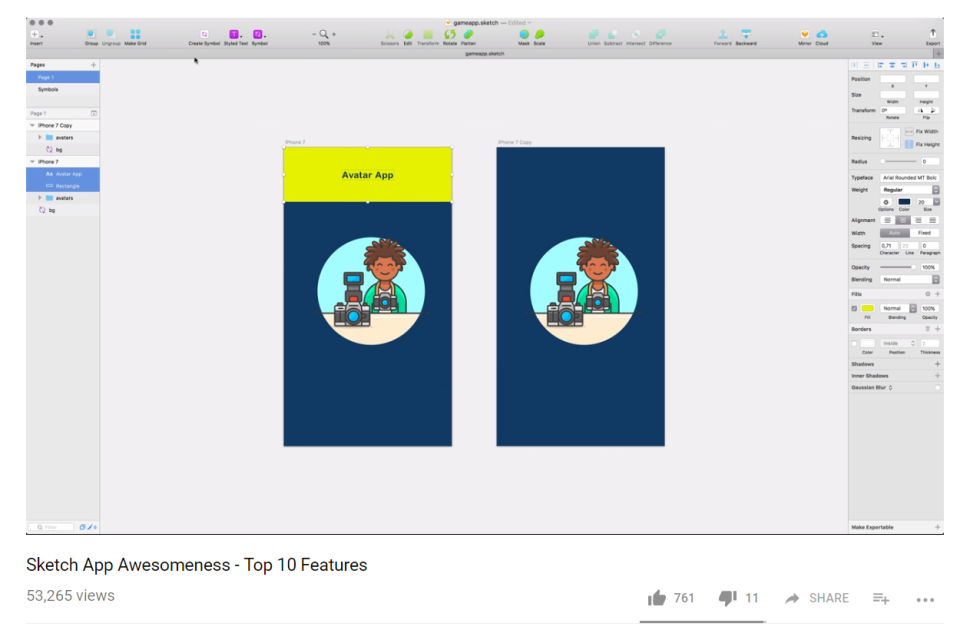 gameapp.sketch — Edited
Insert Group Ungroup Make Grid Create Symbol Styled Text Symbol 100% Scissors Edit Transform Rotate Flatten Mask Scale Union Subtract Intersect Difference Forward Backward Mirror Cloud View Export
gameapp.sketch
Pages
Page 1
Symbols
Page 1
iPhone 7 Copy
avatars
bg
iPhone 7
Aa Avatar App
Rectangle
avatars
bg
Filter
iPhone 7
Avatar App
iPhone 7 Copy
Position
X Y
Size
Width Height
Transform 0°
Rotate Flip
Resizing Fix Width
Fix Height
Radius 0
Typeface Arial Rounded MT Bold
Weight Regular
20
Options Color Size
Alignment
Width Auto Fixed
Spacing 0,71 23 0
Character Line Paragraph
Opacity 100%
Blending Normal
Fills
Normal 100%
Fill Blending Opacity
Borders
Inside
Color Position Thickness
Shadows
Inner Shadows
Gaussian Blur
Make Exportable
Sketch App Awesomeness - Top 10 Features
53,265 views
761 11 SHARE